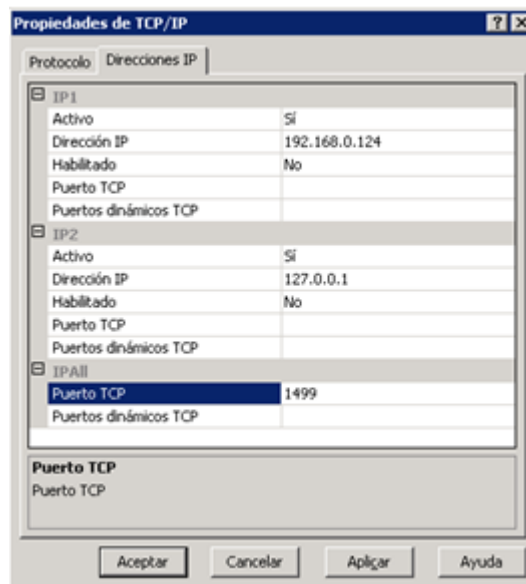 Propiedades de TCP/IP
Protocolo Direcciones IP
IP1
Activo Sí
Dirección IP 192.168.0.124
Habilitado No
Puerto TCP
Puertos dinámicos TCP
IP2
Activo Sí
Dirección IP 127.0.0.1
Habilitado No
Puerto TCP
Puertos dinámicos TCP
IPAll
Puerto TCP 1499
Puertos dinámicos TCP
Puerto TCP
Puerto TCP
Aceptar Cancelar Aplicar Ayuda